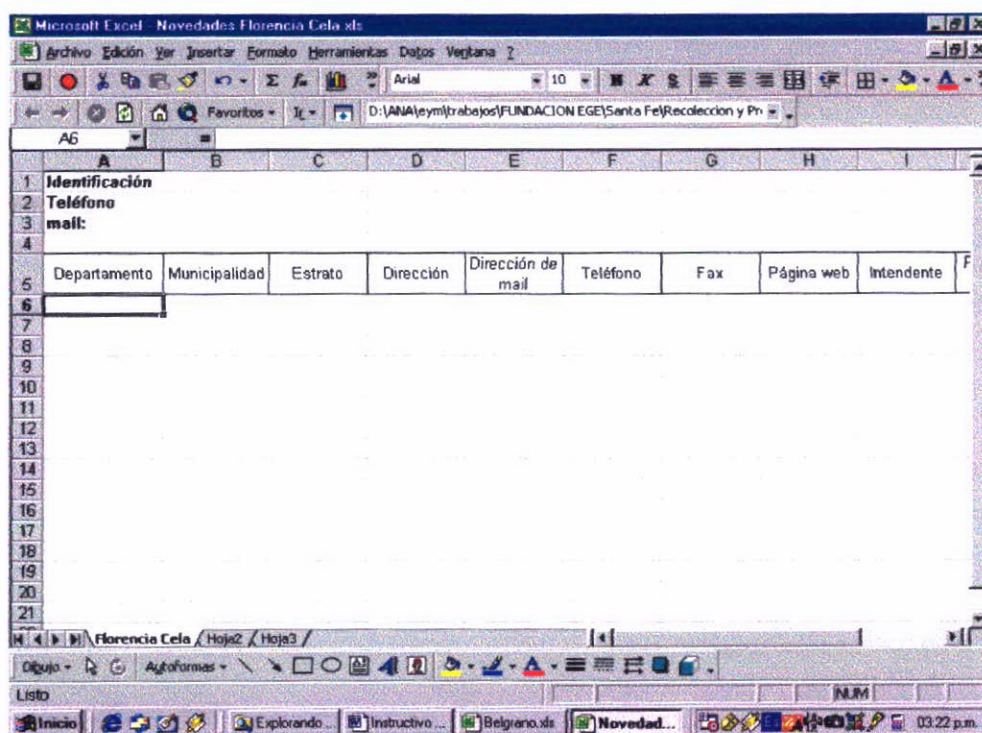 Microsoft Excel - Novedades Florencia Cela.xls
Archivo Edición Ver Insertar Formato Herramientas Datos Ventana ?
Arial 10 N K S
Favoritos Ir D:\ANA\eym\trabajos\FUNDACION EGE\Santa Fe\Recoleccion y Pr
A6 =
A B C D E F G H I
1 Identificación
2 Teléfono
3 mail:
4
5 Departamento Municipalidad Estrato Dirección Dirección de mail Teléfono Fax Página web Intendente
6
7
8
9
10
11
12
13
14
15
16
17
18
19
20
21
Florencia Cela Hoja2 Hoja3
Dibujo Autoformas
Listo NUM
Inicio Explorando ... Instructivo ... Belgrano.xls Novedad... 03:22 p.m.